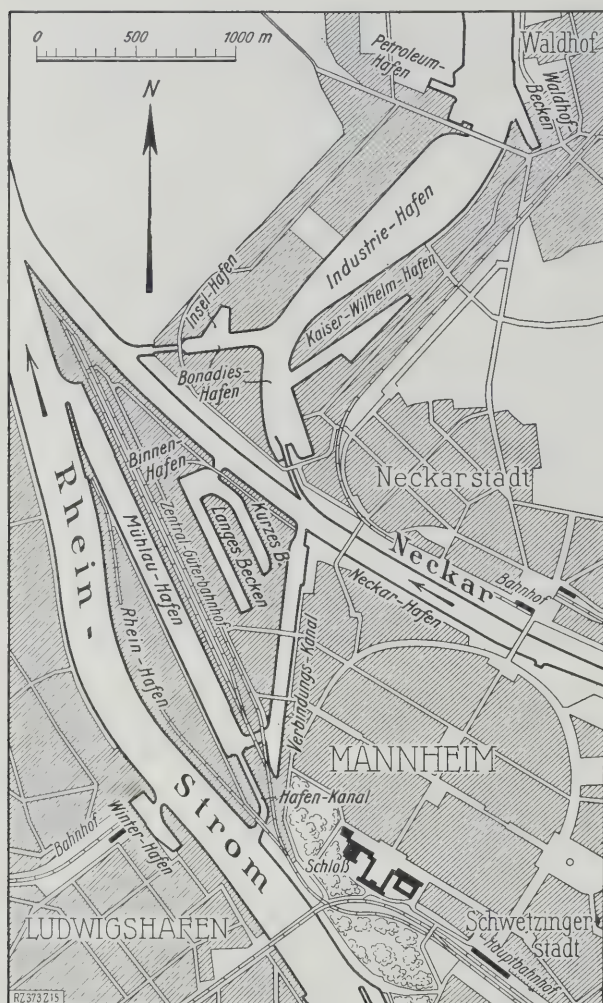 0 500 1000 m
N
Petroleum-
Hafen
Waldhof
Waldhof-
Becken
Industrie-Hafen
Insel-Hafen
Kaiser-Wilhelm-Hafen
Bonadies-
Hafen
Binnen-
Hafen
Neckarstadt
Rhein-
Mühlau-Hafen
Zentral-Güterbahnhof
Langes Becken
Kurzes B.
Neckar
Bahnhof
Neckar-Hafen
Rhein-Hafen
Verbindungs-Kanal
MANNHEIM
Strom
Hafen-Kanal
Bahnhof
Winter-Hafen
Schloß
LUDWIGSHAFEN
Schwetzinger
stadt
Hauptbahnhof
RZ373Z15